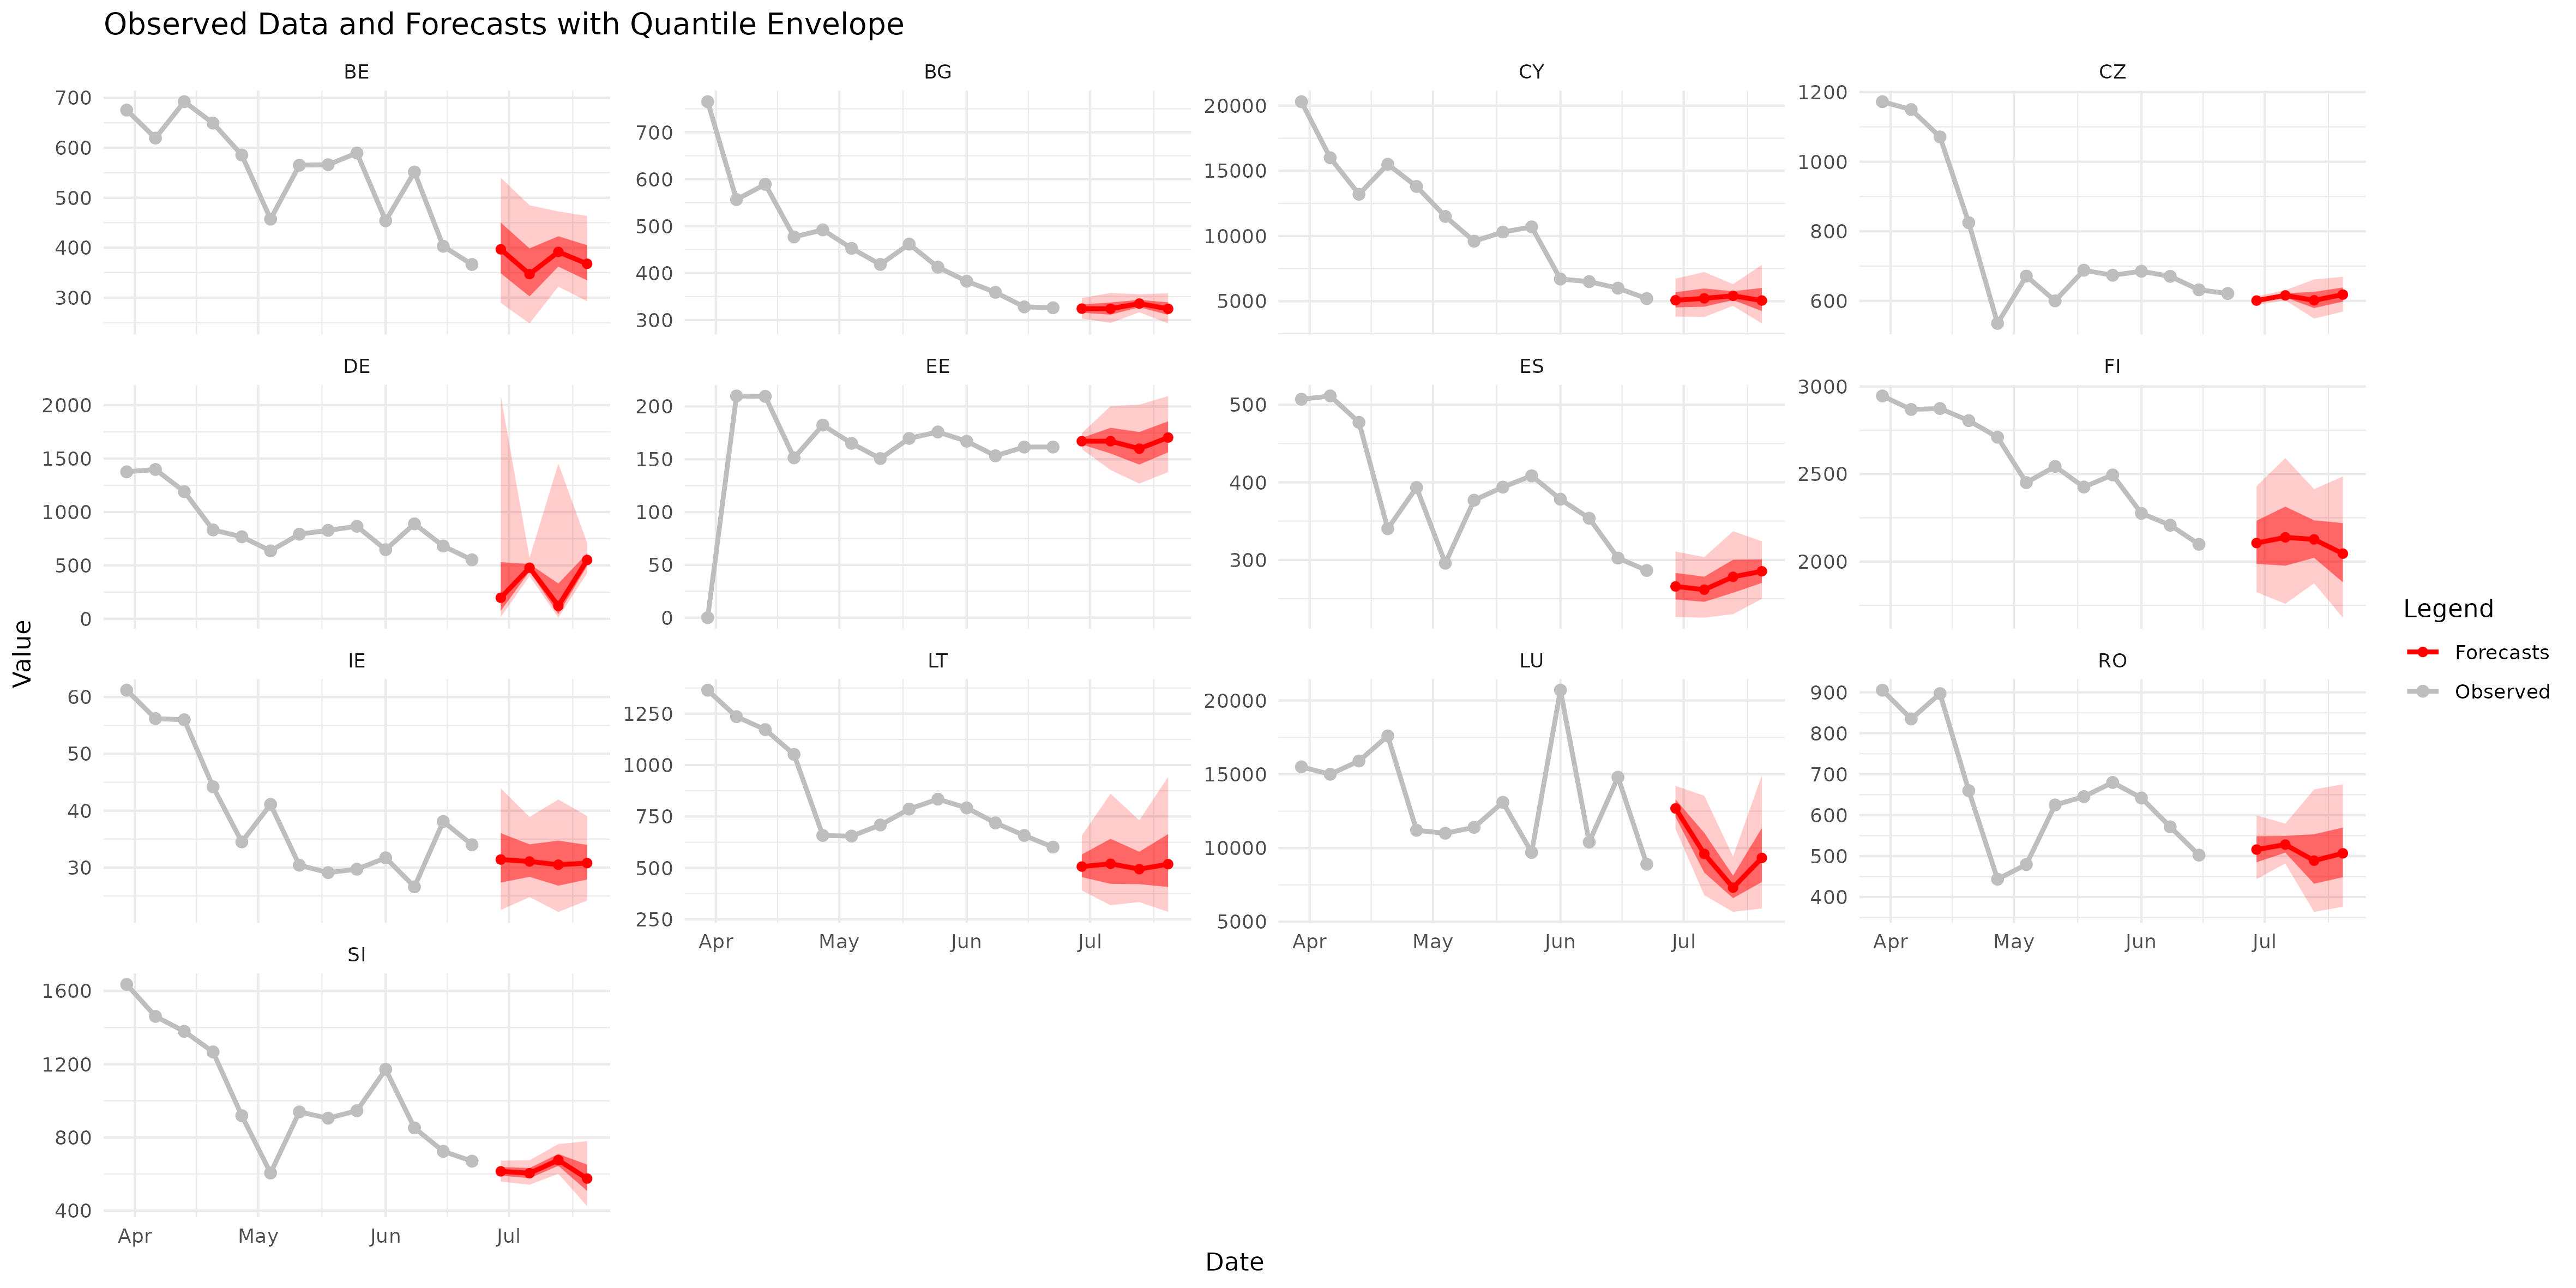 Observed Data and Forecasts with Quantile Envelope
BE
BG
CY
CZ
700
600
500
400
300
700
600
500
400
300
20000
15000
10000
5000
1200
1000
800
600
DE
EE
ES
FI
2000
1500
1000
500
0
200
150
100
50
0
500
400
300
3000
2500
2000
IE
LT
LU
RO
60
50
40
30
1250
1000
750
500
250
20000
15000
10000
5000
900
800
700
600
500
400
Apr May Jun Jul
Apr May Jun Jul
Apr May Jun Jul
SI
1600
1200
800
400
Apr May Jun Jul
Value
Date
Legend
Forecasts
Observed